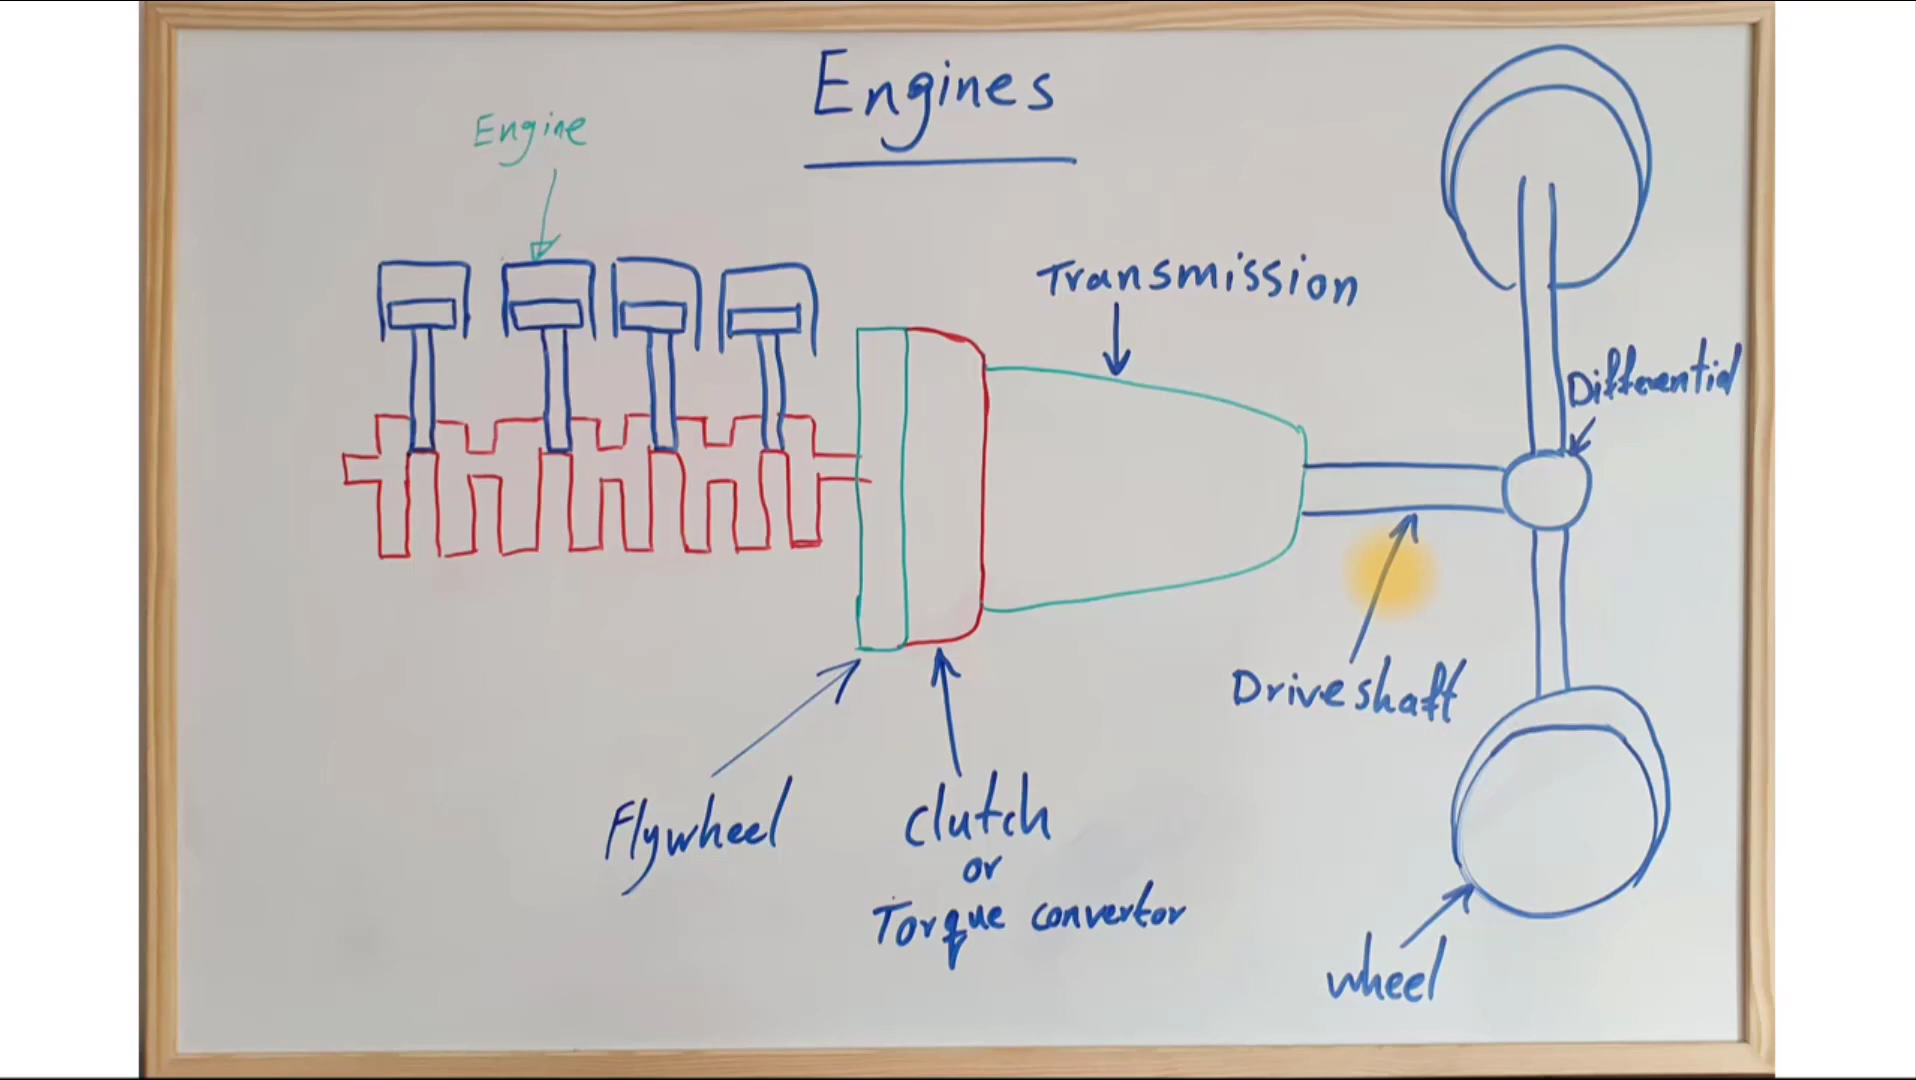 Engines
Engine
Transmission
Differential
Driveshaft
Flywheel
Clutch
or
Torque convertor
wheel